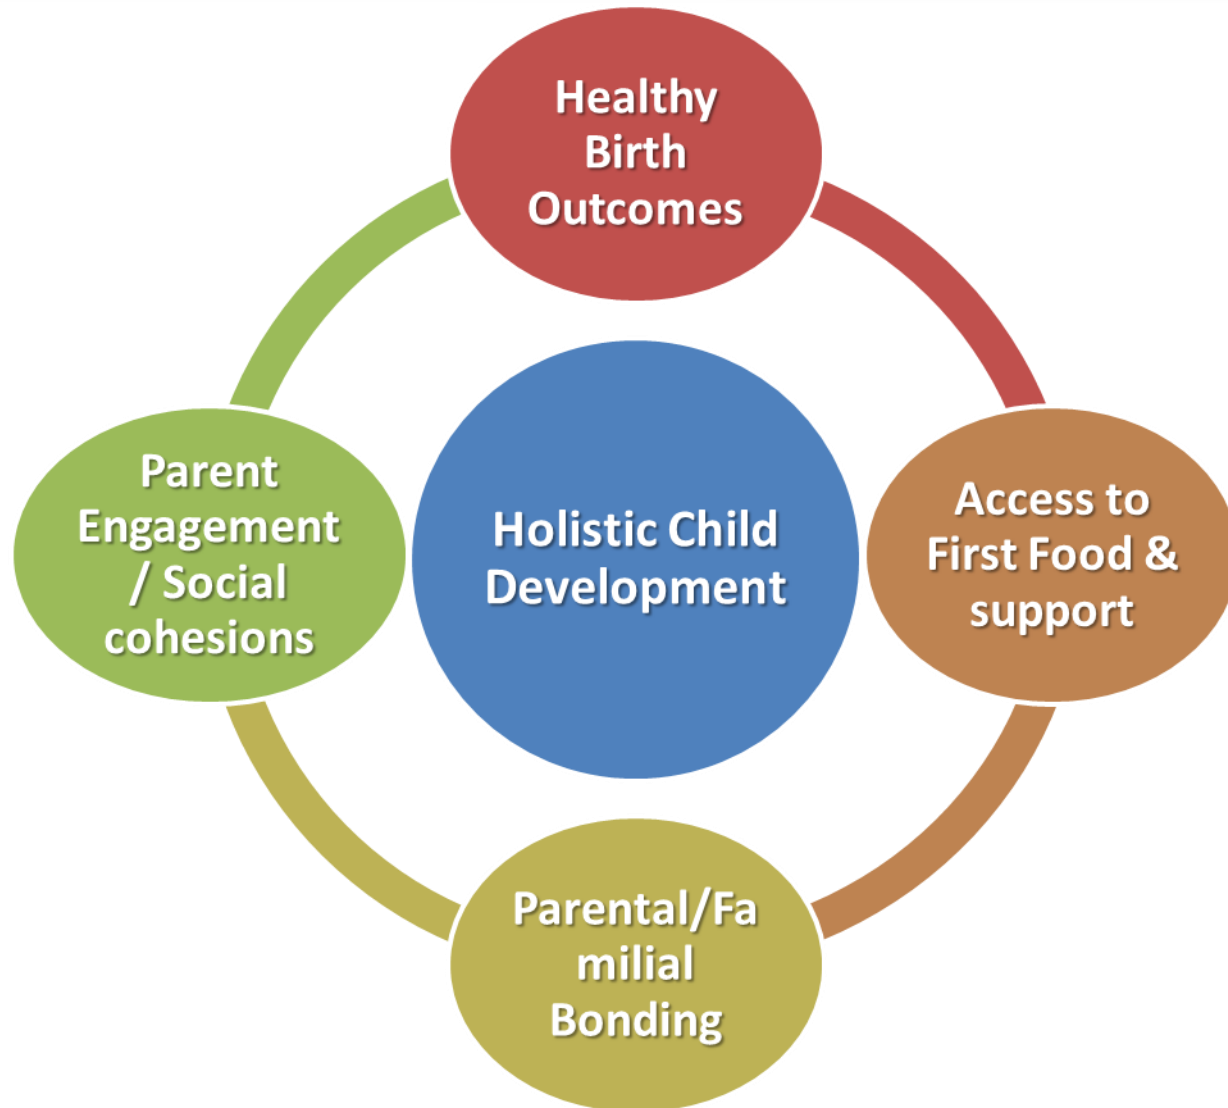 Healthy
Birth
Outcomes
Parent
Engagement
/ Social
cohesions
Holistic Child
Development
Access to
First Food &
support
Parental/Fa
milial
Bonding